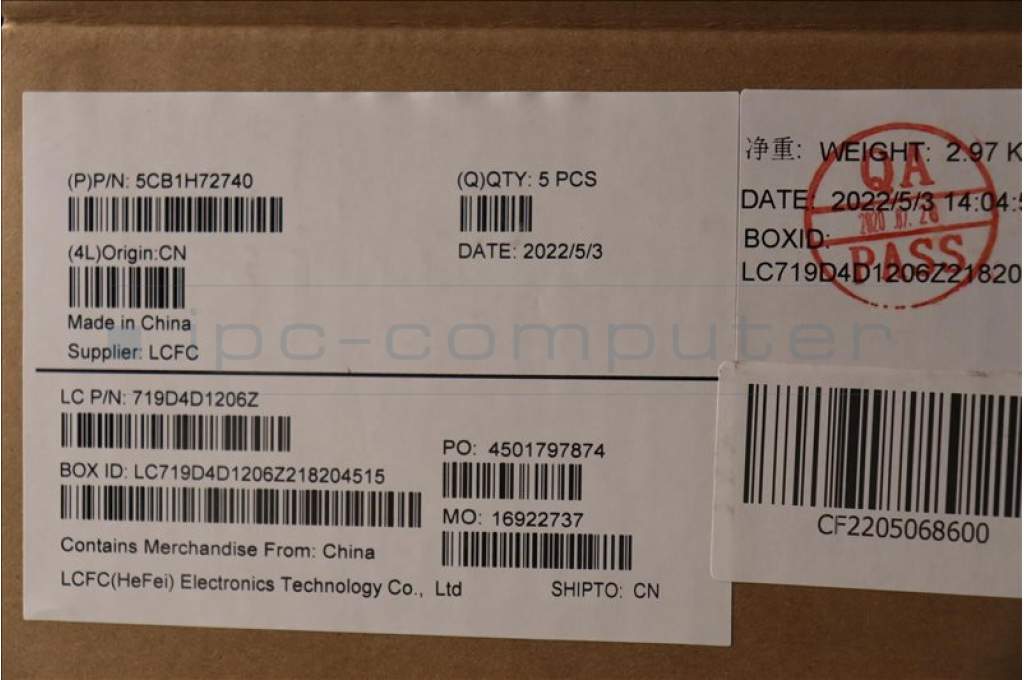 (P)P/N: 5CB1H72740
(Q)QTY: 5 PCS
(4L)Origin:CN
DATE: 2022/5/3
Made in China
Supplier: LCFC
LC P/N: 719D4D1206Z
BOX ID: LC719D4D1206Z218204515
PO: 4501797874
MO: 16922737
Contains Merchandise From: China
LCFC(HeFei) Electronics Technology Co., Ltd
SHIPTO: CN
净重: WEIGHT: 2.97 K
DATE: 2022/5/3 14:04:5
BOXID:
LC719D4D1206Z21820
QA
PASS
CF2205068600
ipc-computer